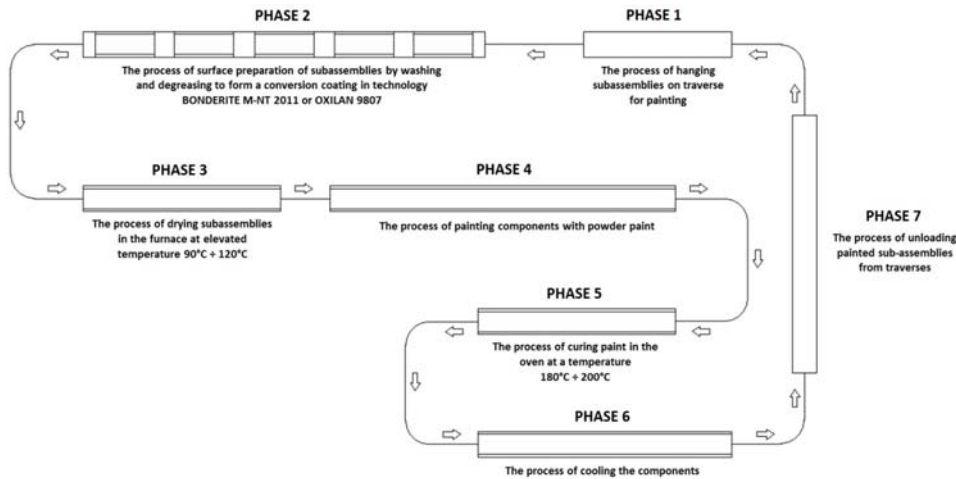 PHASE 2
The process of surface preparation of subassemblies by washing
and degreasing to form a conversion coating in technology
BONDERITE M-NT 2011 or OXILAN 9807
PHASE 1
The process of hanging
subassemblies on traverse
for painting
PHASE 3
The process of drying subassemblies
in the furnace at elevated
temperature 90°C ÷ 120°C
PHASE 4
The process of painting components with powder paint
PHASE 7
The process of unloading
painted sub-assemblies
from traverses
PHASE 5
The process of curing paint in the
oven at a temperature
180°C ÷ 200°C
PHASE 6
The process of cooling the components